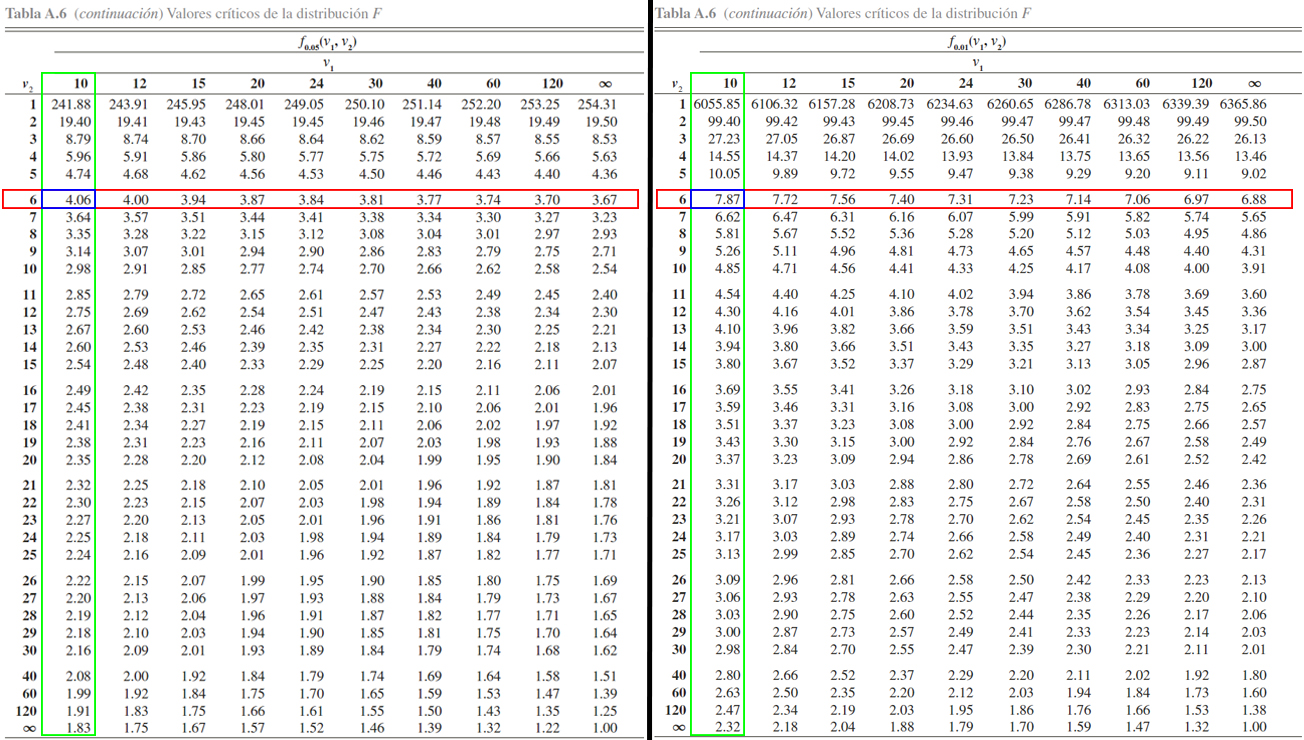 Tabla A.6 (continuación) Valores críticos de la distribución F
f0.05(v1, v2)
v1
v2 10 12 15 20 24 30 40 60 120 ∞
1 241.88 243.91 245.95 248.01 249.05 250.10 251.14 252.20 253.25 254.31
2 19.40 19.41 19.43 19.45 19.45 19.46 19.47 19.48 19.49 19.50
3 8.79 8.74 8.70 8.66 8.64 8.62 8.59 8.57 8.55 8.53
4 5.96 5.91 5.86 5.80 5.77 5.75 5.72 5.69 5.66 5.63
5 4.74 4.68 4.62 4.56 4.53 4.50 4.46 4.43 4.40 4.36
6 4.06 4.00 3.94 3.87 3.84 3.81 3.77 3.74 3.70 3.67
7 3.64 3.57 3.51 3.44 3.41 3.38 3.34 3.30 3.27 3.23
8 3.35 3.28 3.22 3.15 3.12 3.08 3.04 3.01 2.97 2.93
9 3.14 3.07 3.01 2.94 2.90 2.86 2.83 2.79 2.75 2.71
10 2.98 2.91 2.85 2.77 2.74 2.70 2.66 2.62 2.58 2.54
11 2.85 2.79 2.72 2.65 2.61 2.57 2.53 2.49 2.45 2.40
12 2.75 2.69 2.62 2.54 2.51 2.47 2.43 2.38 2.34 2.30
13 2.67 2.60 2.53 2.46 2.42 2.38 2.34 2.30 2.25 2.21
14 2.60 2.53 2.46 2.39 2.35 2.31 2.27 2.22 2.18 2.13
15 2.54 2.48 2.40 2.33 2.29 2.25 2.20 2.16 2.11 2.07
16 2.49 2.42 2.35 2.28 2.24 2.19 2.15 2.11 2.06 2.01
17 2.45 2.38 2.31 2.23 2.19 2.15 2.10 2.06 2.01 1.96
18 2.41 2.34 2.27 2.19 2.15 2.11 2.06 2.02 1.97 1.92
19 2.38 2.31 2.23 2.16 2.11 2.07 2.03 1.98 1.93 1.88
20 2.35 2.28 2.20 2.12 2.08 2.04 1.99 1.95 1.90 1.84
21 2.32 2.25 2.18 2.10 2.05 2.01 1.96 1.92 1.87 1.81
22 2.30 2.23 2.15 2.07 2.03 1.98 1.94 1.89 1.84 1.78
23 2.27 2.20 2.13 2.05 2.01 1.96 1.91 1.86 1.81 1.76
24 2.25 2.18 2.11 2.03 1.98 1.94 1.89 1.84 1.79 1.73
25 2.24 2.16 2.09 2.01 1.96 1.92 1.87 1.82 1.77 1.71
26 2.22 2.15 2.07 1.99 1.95 1.90 1.85 1.80 1.75 1.69
27 2.20 2.13 2.06 1.97 1.93 1.88 1.84 1.79 1.73 1.67
28 2.19 2.12 2.04 1.96 1.91 1.87 1.82 1.77 1.71 1.65
29 2.18 2.10 2.03 1.94 1.90 1.85 1.81 1.75 1.70 1.64
30 2.16 2.09 2.01 1.93 1.89 1.84 1.79 1.74 1.68 1.62
40 2.08 2.00 1.92 1.84 1.79 1.74 1.69 1.64 1.58 1.51
60 1.99 1.92 1.84 1.75 1.70 1.65 1.59 1.53 1.47 1.39
120 1.91 1.83 1.75 1.66 1.61 1.55 1.50 1.43 1.35 1.25
∞ 1.83 1.75 1.67 1.57 1.52 1.46 1.39 1.32 1.22 1.00
Tabla A.6 (continuación) Valores críticos de la distribución F
f0.01(v1, v2)
v1
v2 10 12 15 20 24 30 40 60 120 ∞
1 6055.85 6106.32 6157.28 6208.73 6234.63 6260.65 6286.78 6313.03 6339.39 6365.86
2 99.40 99.42 99.43 99.45 99.46 99.47 99.47 99.48 99.49 99.50
3 27.23 27.05 26.87 26.69 26.60 26.50 26.41 26.32 26.22 26.13
4 14.55 14.37 14.20 14.02 13.93 13.84 13.75 13.65 13.56 13.46
5 10.05 9.89 9.72 9.55 9.47 9.38 9.29 9.20 9.11 9.02
6 7.87 7.72 7.56 7.40 7.31 7.23 7.14 7.06 6.97 6.88
7 6.62 6.47 6.31 6.16 6.07 5.99 5.91 5.82 5.74 5.65
8 5.81 5.67 5.52 5.36 5.28 5.20 5.12 5.03 4.95 4.86
9 5.26 5.11 4.96 4.81 4.73 4.65 4.57 4.48 4.40 4.31
10 4.85 4.71 4.56 4.41 4.33 4.25 4.17 4.08 4.00 3.91
11 4.54 4.40 4.25 4.10 4.02 3.94 3.86 3.78 3.69 3.60
12 4.30 4.16 4.01 3.86 3.78 3.70 3.62 3.54 3.45 3.36
13 4.10 3.96 3.82 3.66 3.59 3.51 3.43 3.34 3.25 3.17
14 3.94 3.80 3.66 3.51 3.43 3.35 3.27 3.18 3.09 3.00
15 3.80 3.67 3.52 3.37 3.29 3.21 3.13 3.05 2.96 2.87
16 3.69 3.55 3.41 3.26 3.18 3.10 3.02 2.93 2.84 2.75
17 3.59 3.46 3.31 3.16 3.08 3.00 2.92 2.83 2.75 2.65
18 3.51 3.37 3.23 3.08 3.00 2.92 2.84 2.75 2.66 2.57
19 3.43 3.30 3.15 3.00 2.92 2.84 2.76 2.67 2.58 2.49
20 3.37 3.23 3.09 2.94 2.86 2.78 2.69 2.61 2.52 2.42
21 3.31 3.17 3.03 2.88 2.80 2.72 2.64 2.55 2.46 2.36
22 3.26 3.12 2.98 2.83 2.75 2.67 2.58 2.50 2.40 2.31
23 3.21 3.07 2.93 2.78 2.70 2.62 2.54 2.45 2.35 2.26
24 3.17 3.03 2.89 2.74 2.66 2.58 2.49 2.40 2.31 2.21
25 3.13 2.99 2.85 2.70 2.62 2.54 2.45 2.36 2.27 2.17
26 3.09 2.96 2.81 2.66 2.58 2.50 2.42 2.33 2.23 2.13
27 3.06 2.93 2.78 2.63 2.55 2.47 2.38 2.29 2.20 2.10
28 3.03 2.90 2.75 2.60 2.52 2.44 2.35 2.26 2.17 2.06
29 3.00 2.87 2.73 2.57 2.49 2.41 2.33 2.23 2.14 2.03
30 2.98 2.84 2.70 2.55 2.47 2.39 2.30 2.21 2.11 2.01
40 2.80 2.66 2.52 2.37 2.29 2.20 2.11 2.02 1.92 1.80
60 2.63 2.50 2.35 2.20 2.12 2.03 1.94 1.84 1.73 1.60
120 2.47 2.34 2.19 2.03 1.95 1.86 1.76 1.66 1.53 1.38
∞ 2.32 2.18 2.04 1.88 1.79 1.70 1.59 1.47 1.32 1.00